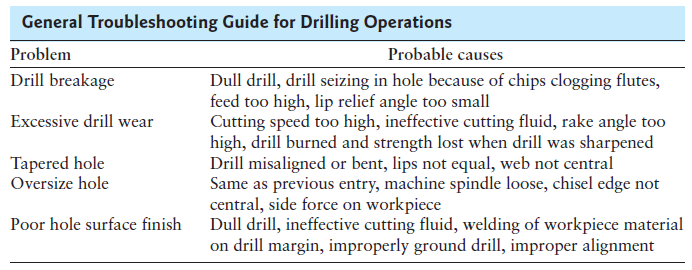 General Troubleshooting Guide for Drilling Operations
Problem Probable causes
Drill breakage Dull drill, drill seizing in hole because of chips clogging flutes,
feed too high, lip relief angle too small
Excessive drill wear Cutting speed too high, ineffective cutting fluid, rake angle too
high, drill burned and strength lost when drill was sharpened
Tapered hole Drill misaligned or bent, lips not equal, web not central
Oversize hole Same as previous entry, machine spindle loose, chisel edge not
central, side force on workpiece
Poor hole surface finish Dull drill, ineffective cutting fluid, welding of workpiece material
on drill margin, improperly ground drill, improper alignment